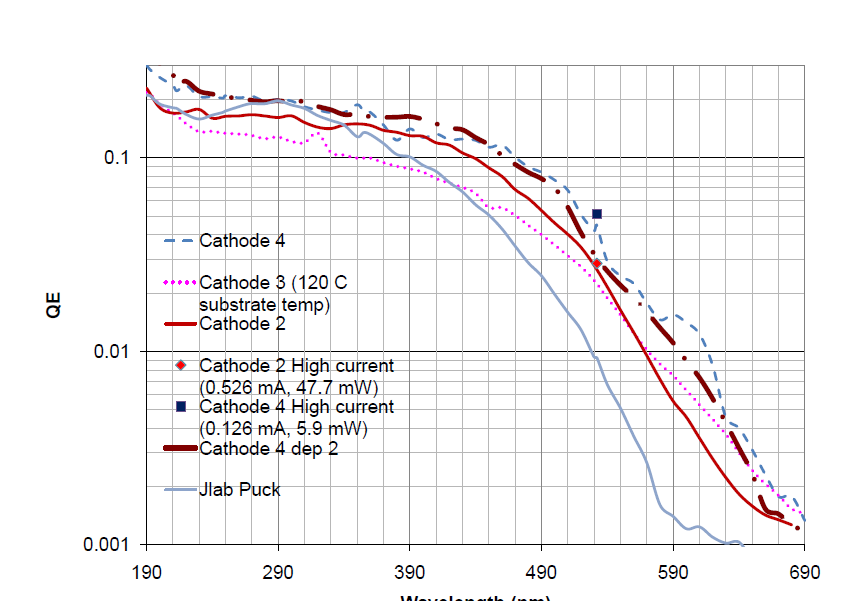 0.1
QE
Cathode 4
Cathode 3 (120 C
substrate temp)
Cathode 2
0.01
Cathode 2 High current
(0.526 mA, 47.7 mW)
Cathode 4 High current
(0.126 mA, 5.9 mW)
Cathode 4 dep 2
Jlab Puck
0.001
190 290 390 490 590 690
Wavelength (nm)